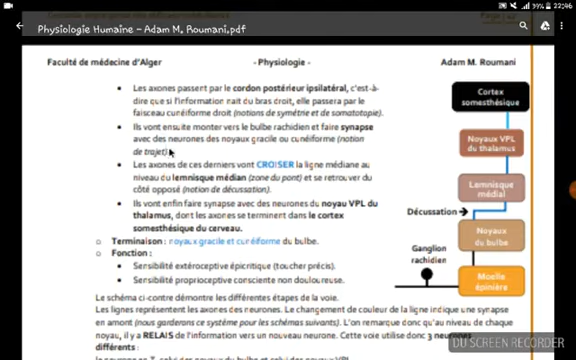 22:46
39%
Physiologie Humaine – Adam M. Roumani.pdf
Faculté de médecine d'Alger
- Physiologie -
Adam M. Roumani
• Les axones passent par le cordon postérieur ipsilatéral, c'est-à-
dire que si l'information nait du bras droit, elle passera par le
faisceau cunéiforme droit (notions de symétrie et de somatotopie).
• Ils vont ensuite monter vers le bulbe rachidien et faire synapse
avec des neurones des noyaux gracile ou cunéiforme (notion
de trajet).
• Les axones de ces derniers vont CROISER la ligne médiane au
niveau du lemnisque médian (zone du pont) et se retrouver du
côté opposé (notion de décussation).
• Ils vont enfin faire synapse avec des neurones du noyau VPL du
thalamus, dont les axones se terminent dans le cortex
somesthésique du cerveau.
o Terminaison : noyaux gracile et cunéiforme du bulbe.
o Fonction :
• Sensibilité extéroceptive épicritique (toucher précis).
• Sensibilité proprioceptive consciente non douloureuse.
Le schéma ci-contre démontre les différentes étapes de la voie.
Les lignes représentent les axones des neurones. Le changement de couleur de la ligne indique une synapse
en amont (nous garderons ce système pour les schémas suivants). L'on remarque donc qu'au niveau de chaque
noyau, il y a RELAIS de l'information vers un nouveau neurone. Cette voie utilise donc 3 neurones
différents :
Cortex
somesthésique
Noyaux VPL
du thalamus
Lemnisque
médial
Décussation
Noyaux
du bulbe
Ganglion
rachidien
Moelle
épinière
DU SCREEN RECORDER